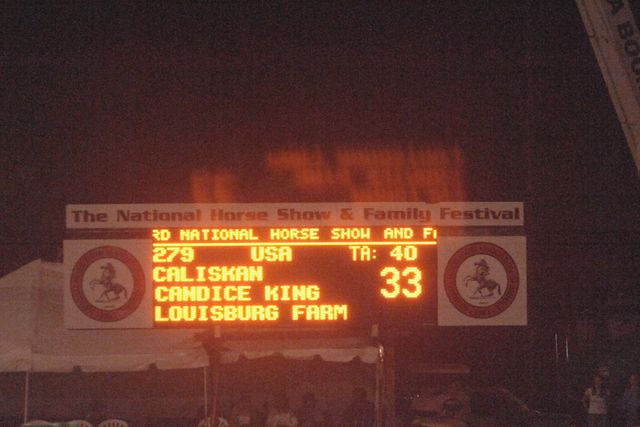 The National Horse Show & Family Festival
RD NATIONAL HORSE SHOW AND
279 USA TA: 40
CALISKAN
33
CANDICE KING
LOUISBURG FARM